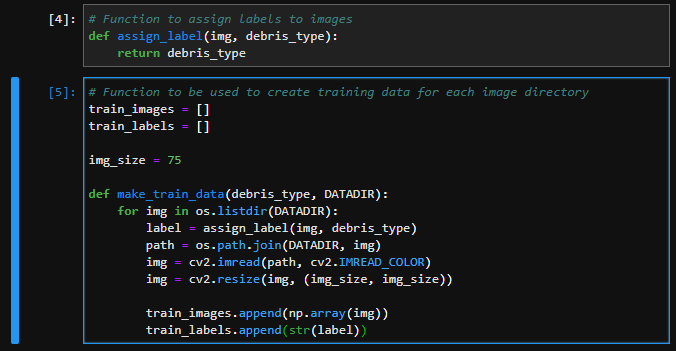 [4]: # Function to assign labels to images
def assign_label(img, debris_type):
    return debris_type
[5]: # Function to be used to create training data for each image directory
train_images = []
train_labels = []

img_size = 75

def make_train_data(debris_type, DATADIR):
    for img in os.listdir(DATADIR):
        label = assign_label(img, debris_type)
        path = os.path.join(DATADIR, img)
        img = cv2.imread(path, cv2.IMREAD_COLOR)
        img = cv2.resize(img, (img_size, img_size))

        train_images.append(np.array(img))
        train_labels.append(str(label))